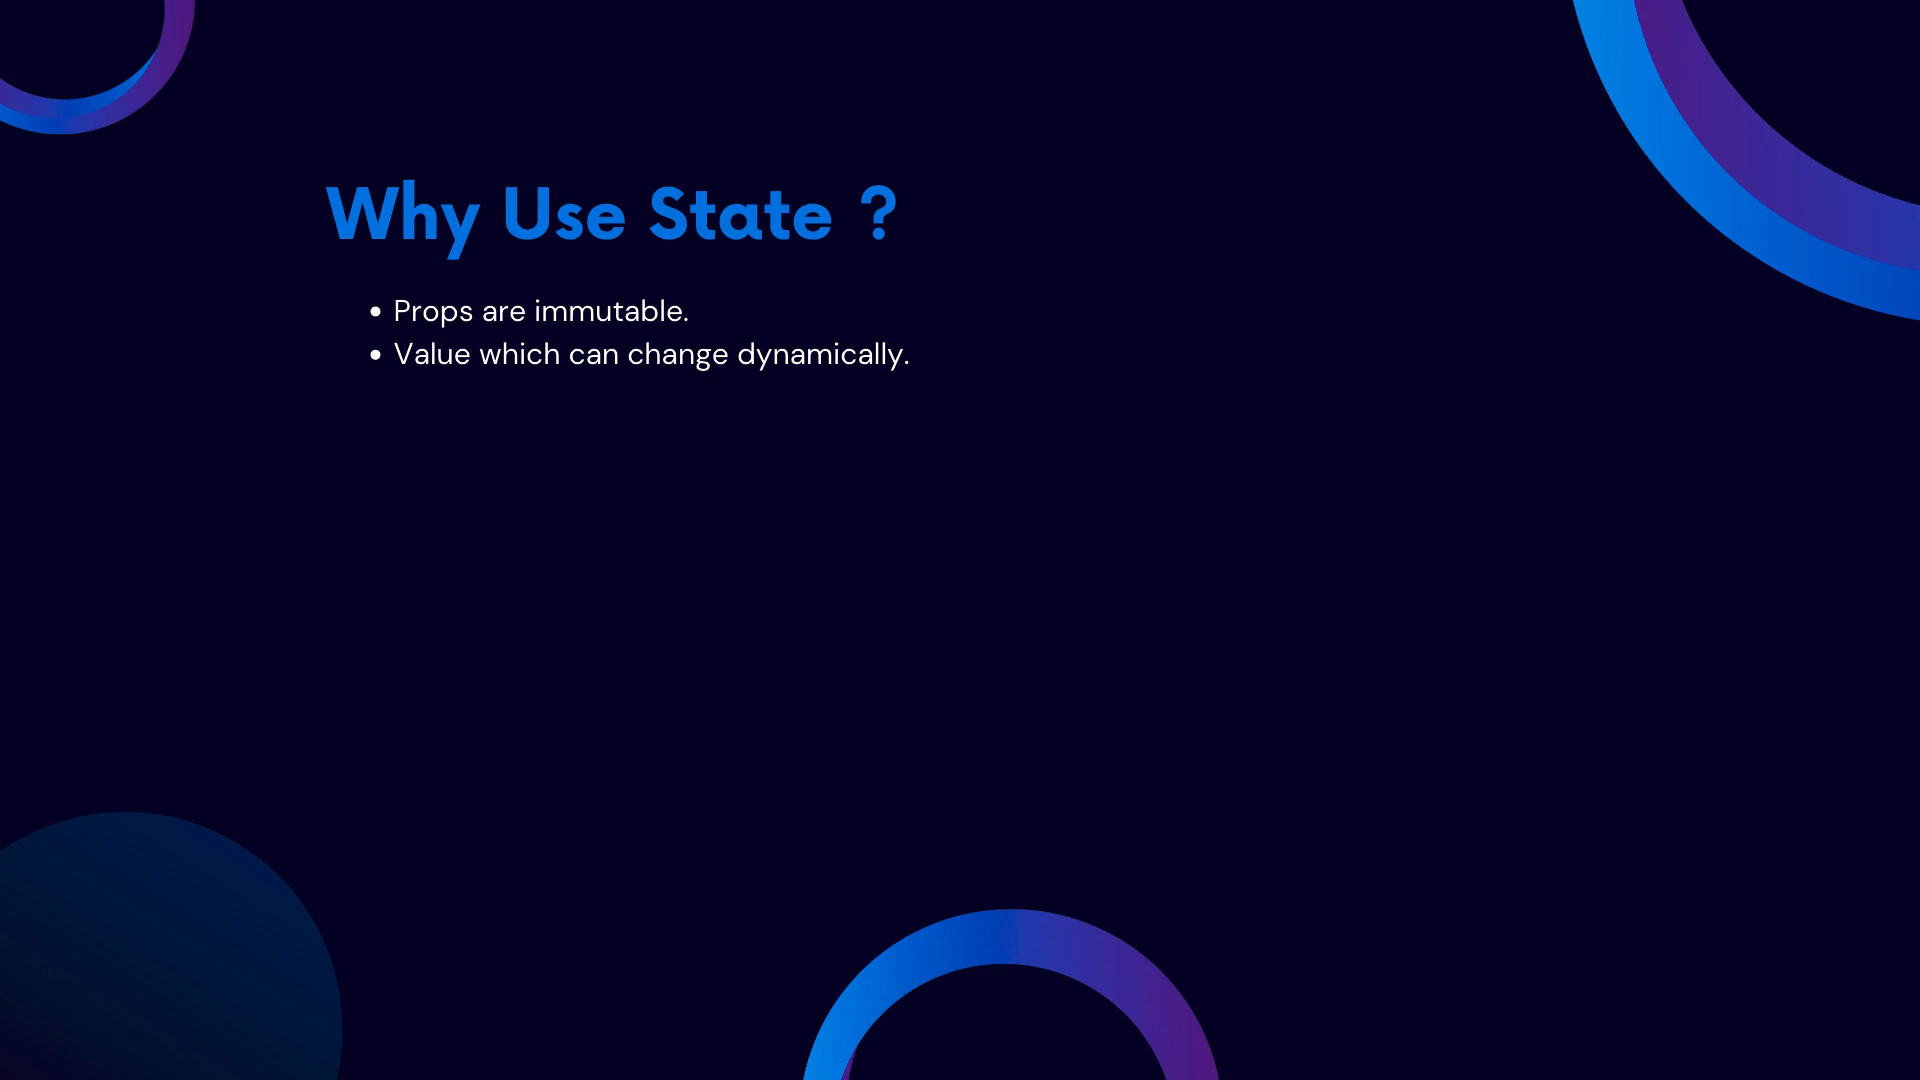 Why Use State ?
• Props are immutable.
• Value which can change dynamically.